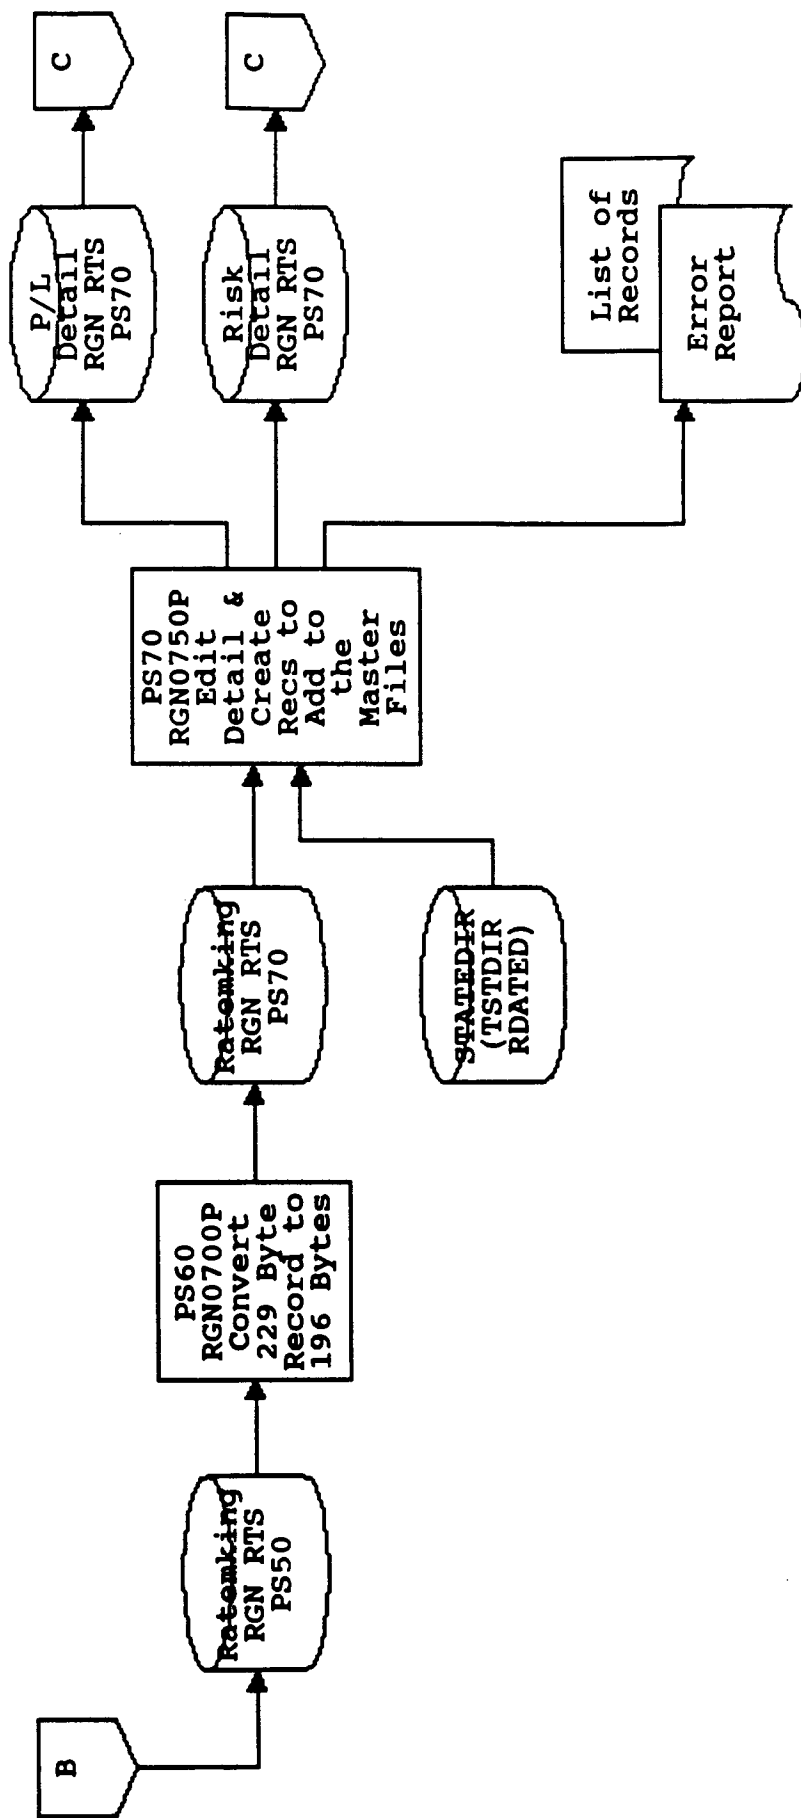 B
Ratemking
RGN RTS
PS50
PS60
RGN0700P
Convert
229 Byte
Record to
196 Bytes
Ratemking
RGN RTS
PS70
STATEDIR
(TSTDIR
RDATED)
PS70
RGN0750P
Edit
Detail &
Create
Recs to
Add to
the
Master
Files
P/L
Detail
RGN RTS
PS70
C
Risk
Detail
RGN RTS
PS70
C
List of
Records
Error
Report